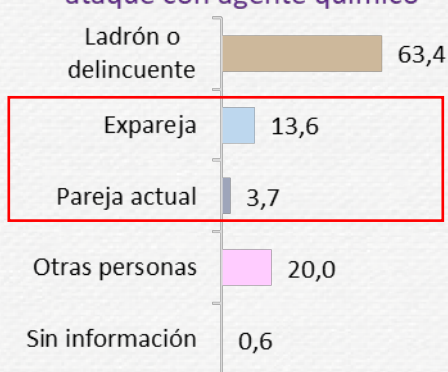 ataque con agente químico
Ladrón o
delincuente
63,4
Expareja
13,6
Pareja actual
3,7
Otras personas
20,0
Sin información
0,6